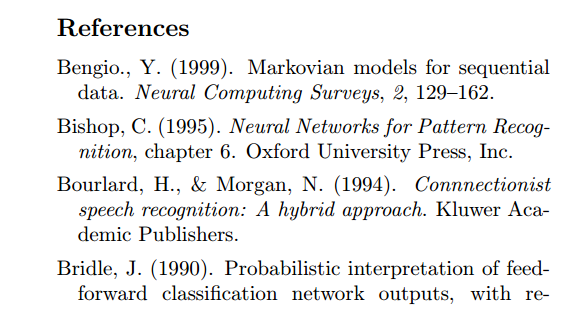 References
Bengio., Y. (1999). Markovian models for sequential
data. Neural Computing Surveys, 2, 129–162.
Bishop, C. (1995). Neural Networks for Pattern Recog-
nition, chapter 6. Oxford University Press, Inc.
Bourlard, H., & Morgan, N. (1994). Connnectionist
speech recognition: A hybrid approach. Kluwer Aca-
demic Publishers.
Bridle, J. (1990). Probabilistic interpretation of feed-
forward classification network outputs, with re-